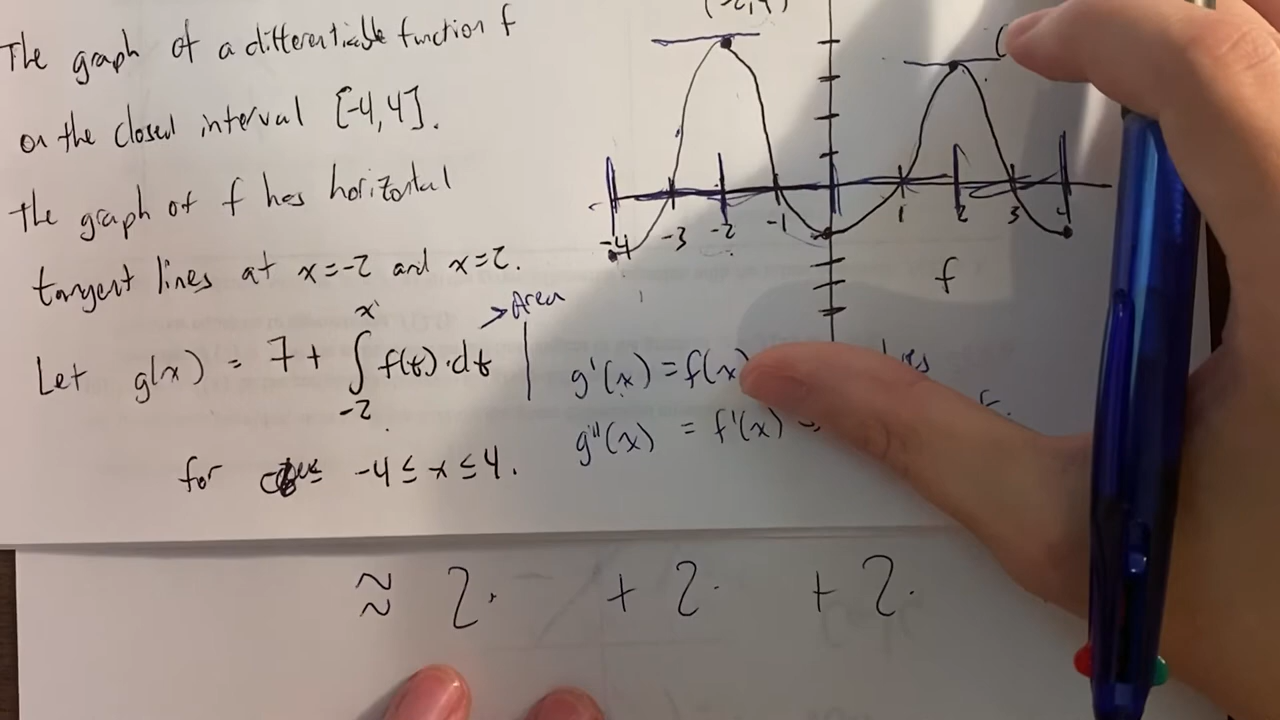 The graph of a differentiable function f
on the closed interval [-4,4].
The graph of f has horizontal
tangent lines at x=-2 and x=2.
>Area
Let g(x) = 7 + ∫_{-2}^{x} f(t)·dt
for -4 ≤ x ≤ 4.
g'(x) = f(x)
g"(x) = f'(x)
-4 -3 -2 -1 1 2 3 4
f
≈ 2· + 2· + 2·